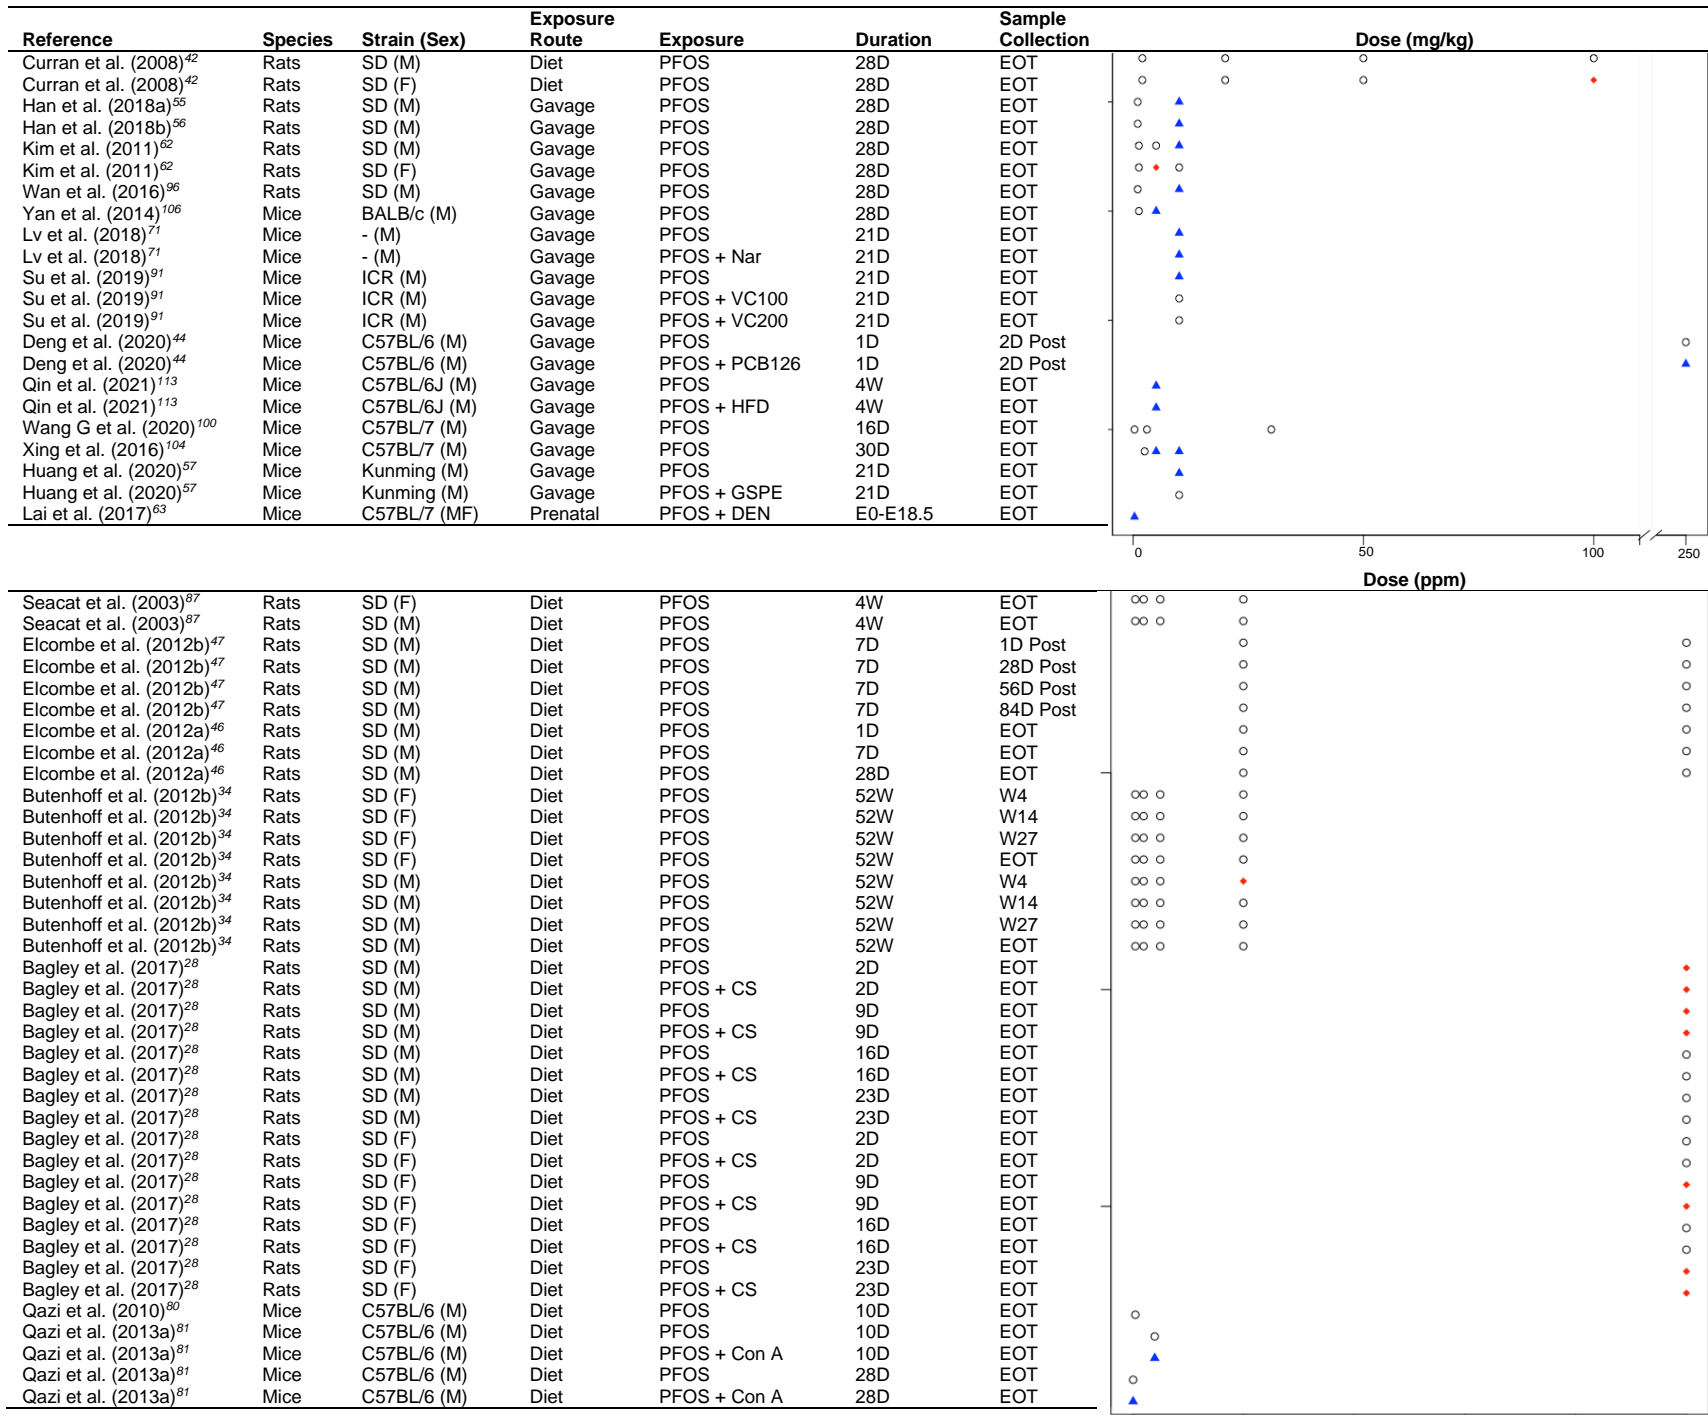 Reference Species Strain (Sex) Exposure Route Exposure Duration Sample Collection Dose (mg/kg)
Curran et al. (2008)42 Rats SD (M) Diet PFOS 28D EOT
Curran et al. (2008)42 Rats SD (F) Diet PFOS 28D EOT
Han et al. (2018a)55 Rats SD (M) Gavage PFOS 28D EOT
Han et al. (2018b)56 Rats SD (M) Gavage PFOS 28D EOT
Kim et al. (2011)62 Rats SD (M) Gavage PFOS 28D EOT
Kim et al. (2011)62 Rats SD (F) Gavage PFOS 28D EOT
Wan et al. (2016)96 Rats SD (M) Gavage PFOS 28D EOT
Yan et al. (2014)106 Mice BALB/c (M) Gavage PFOS 28D EOT
Lv et al. (2018)71 Mice - (M) Gavage PFOS 21D EOT
Lv et al. (2018)71 Mice - (M) Gavage PFOS + Nar 21D EOT
Su et al. (2019)91 Mice ICR (M) Gavage PFOS 21D EOT
Su et al. (2019)91 Mice ICR (M) Gavage PFOS + VC100 21D EOT
Su et al. (2019)91 Mice ICR (M) Gavage PFOS + VC200 21D EOT
Deng et al. (2020)44 Mice C57BL/6 (M) Gavage PFOS 1D 2D Post
Deng et al. (2020)44 Mice C57BL/6 (M) Gavage PFOS + PCB126 1D 2D Post
Qin et al. (2021)113 Mice C57BL/6J (M) Gavage PFOS 4W EOT
Qin et al. (2021)113 Mice C57BL/6J (M) Gavage PFOS + HFD 4W EOT
Wang G et al. (2020)100 Mice C57BL/7 (M) Gavage PFOS 16D EOT
Xing et al. (2016)104 Mice C57BL/7 (M) Gavage PFOS 30D EOT
Huang et al. (2020)57 Mice Kunming (M) Gavage PFOS 21D EOT
Huang et al. (2020)57 Mice Kunming (M) Gavage PFOS + GSPE 21D EOT
Lai et al. (2017)63 Mice C57BL/7 (MF) Prenatal PFOS + DEN E0-E18.5 EOT
0 50 100 250
Dose (ppm)
Seacat et al. (2003)87 Rats SD (F) Diet PFOS 4W EOT
Seacat et al. (2003)87 Rats SD (M) Diet PFOS 4W EOT
Elcombe et al. (2012b)47 Rats SD (M) Diet PFOS 7D 1D Post
Elcombe et al. (2012b)47 Rats SD (M) Diet PFOS 7D 28D Post
Elcombe et al. (2012b)47 Rats SD (M) Diet PFOS 7D 56D Post
Elcombe et al. (2012b)47 Rats SD (M) Diet PFOS 7D 84D Post
Elcombe et al. (2012a)46 Rats SD (M) Diet PFOS 1D EOT
Elcombe et al. (2012a)46 Rats SD (M) Diet PFOS 7D EOT
Elcombe et al. (2012a)46 Rats SD (M) Diet PFOS 28D EOT
Butenhoff et al. (2012b)34 Rats SD (F) Diet PFOS 52W W4
Butenhoff et al. (2012b)34 Rats SD (F) Diet PFOS 52W W14
Butenhoff et al. (2012b)34 Rats SD (F) Diet PFOS 52W W27
Butenhoff et al. (2012b)34 Rats SD (F) Diet PFOS 52W EOT
Butenhoff et al. (2012b)34 Rats SD (M) Diet PFOS 52W W4
Butenhoff et al. (2012b)34 Rats SD (M) Diet PFOS 52W W14
Butenhoff et al. (2012b)34 Rats SD (M) Diet PFOS 52W W27
Butenhoff et al. (2012b)34 Rats SD (M) Diet PFOS 52W EOT
Bagley et al. (2017)28 Rats SD (M) Diet PFOS 2D EOT
Bagley et al. (2017)28 Rats SD (M) Diet PFOS + CS 2D EOT
Bagley et al. (2017)28 Rats SD (M) Diet PFOS 9D EOT
Bagley et al. (2017)28 Rats SD (M) Diet PFOS + CS 9D EOT
Bagley et al. (2017)28 Rats SD (M) Diet PFOS 16D EOT
Bagley et al. (2017)28 Rats SD (M) Diet PFOS + CS 16D EOT
Bagley et al. (2017)28 Rats SD (M) Diet PFOS 23D EOT
Bagley et al. (2017)28 Rats SD (M) Diet PFOS + CS 23D EOT
Bagley et al. (2017)28 Rats SD (F) Diet PFOS 2D EOT
Bagley et al. (2017)28 Rats SD (F) Diet PFOS + CS 2D EOT
Bagley et al. (2017)28 Rats SD (F) Diet PFOS 9D EOT
Bagley et al. (2017)28 Rats SD (F) Diet PFOS + CS 9D EOT
Bagley et al. (2017)28 Rats SD (F) Diet PFOS 16D EOT
Bagley et al. (2017)28 Rats SD (F) Diet PFOS + CS 16D EOT
Bagley et al. (2017)28 Rats SD (F) Diet PFOS 23D EOT
Bagley et al. (2017)28 Rats SD (F) Diet PFOS + CS 23D EOT
Qazi et al. (2010)80 Mice C57BL/6 (M) Diet PFOS 10D EOT
Qazi et al. (2013a)81 Mice C57BL/6 (M) Diet PFOS 10D EOT
Qazi et al. (2013a)81 Mice C57BL/6 (M) Diet PFOS + Con A 10D EOT
Qazi et al. (2013a)81 Mice C57BL/6 (M) Diet PFOS 28D EOT
Qazi et al. (2013a)81 Mice C57BL/6 (M) Diet PFOS + Con A 28D EOT